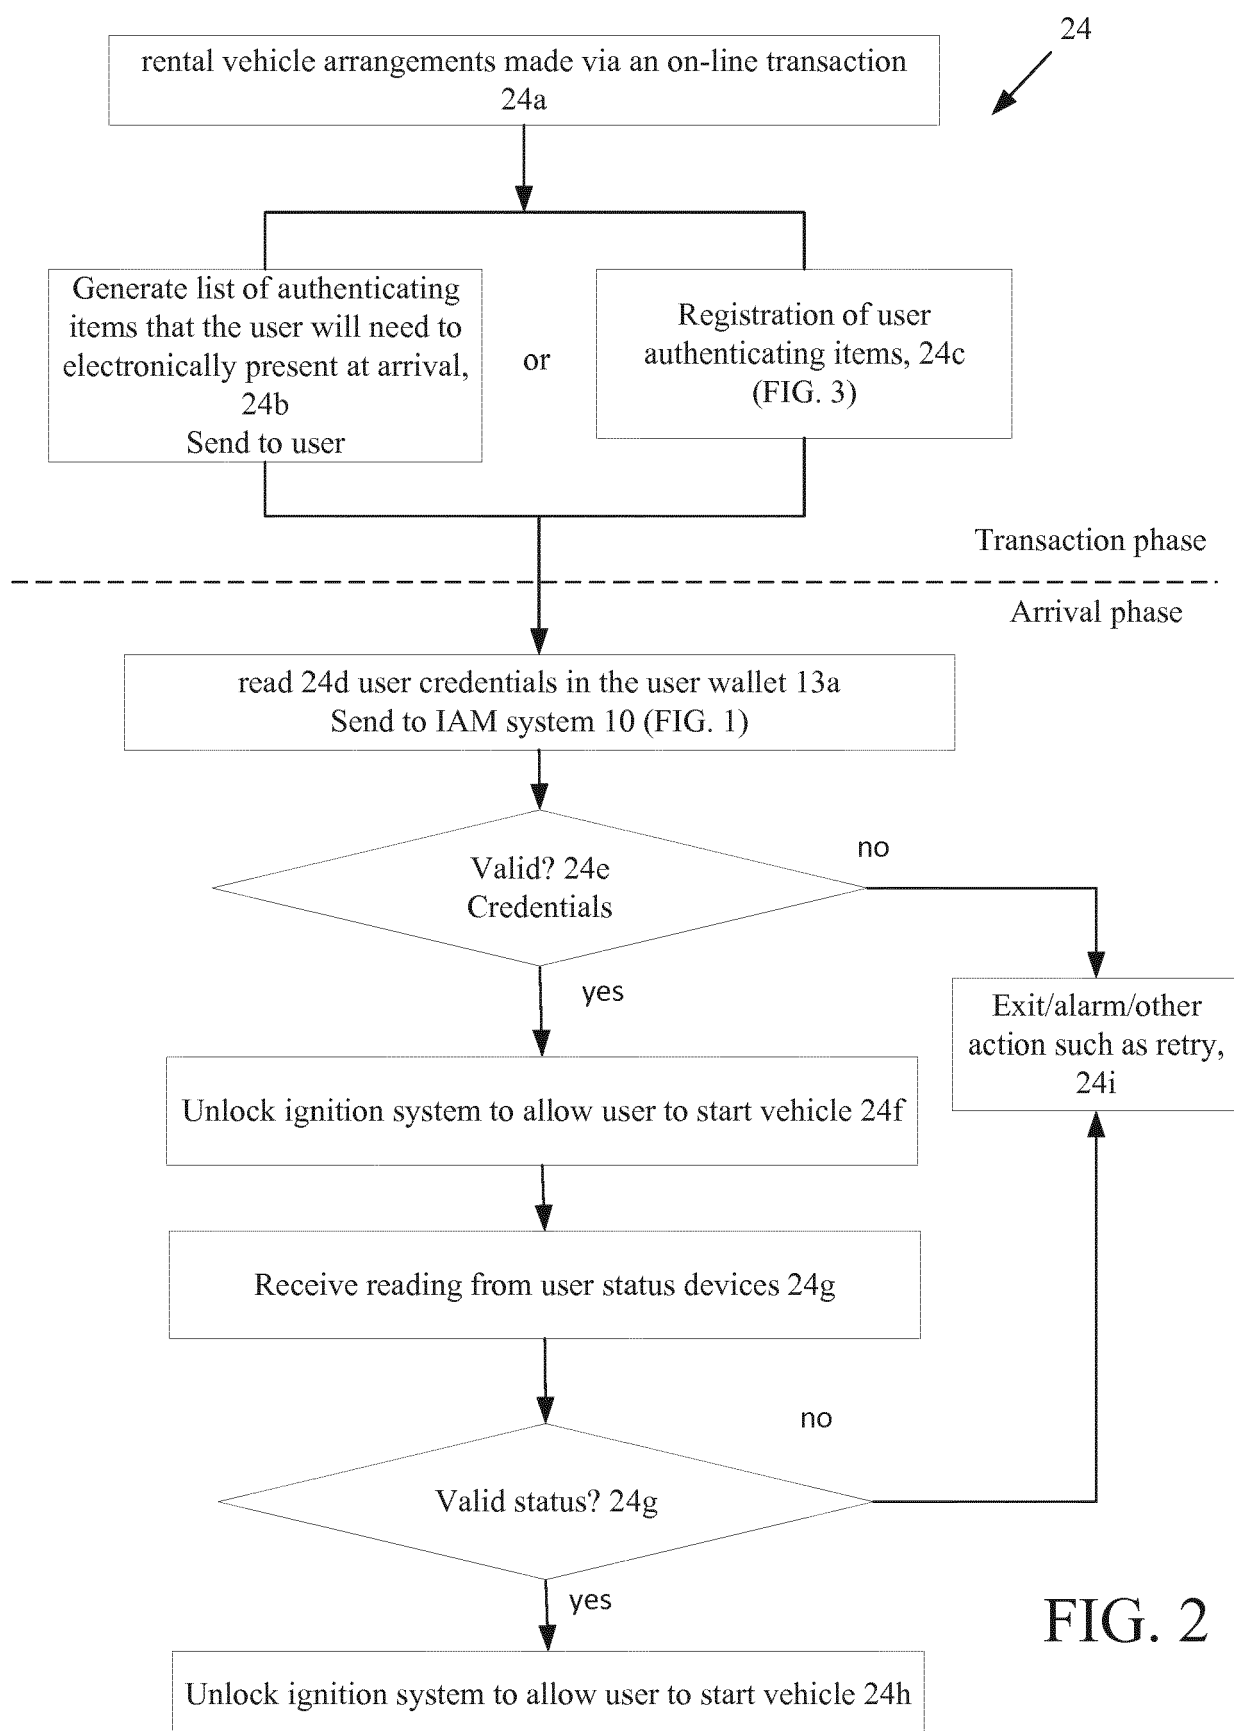 24
rental vehicle arrangements made via an on-line transaction
24a
Generate list of authenticating
items that the user will need to
electronically present at arrival,
24b
Send to user
or
Registration of user
authenticating items, 24c
(FIG. 3)
Transaction phase
Arrival phase
read 24d user credentials in the user wallet 13a
Send to IAM system 10 (FIG. 1)
Valid? 24e
Credentials
no
yes
Exit/alarm/other
action such as retry,
24i
Unlock ignition system to allow user to start vehicle 24f
Receive reading from user status devices 24g
Valid status? 24g
no
yes
Unlock ignition system to allow user to start vehicle 24h
FIG. 2